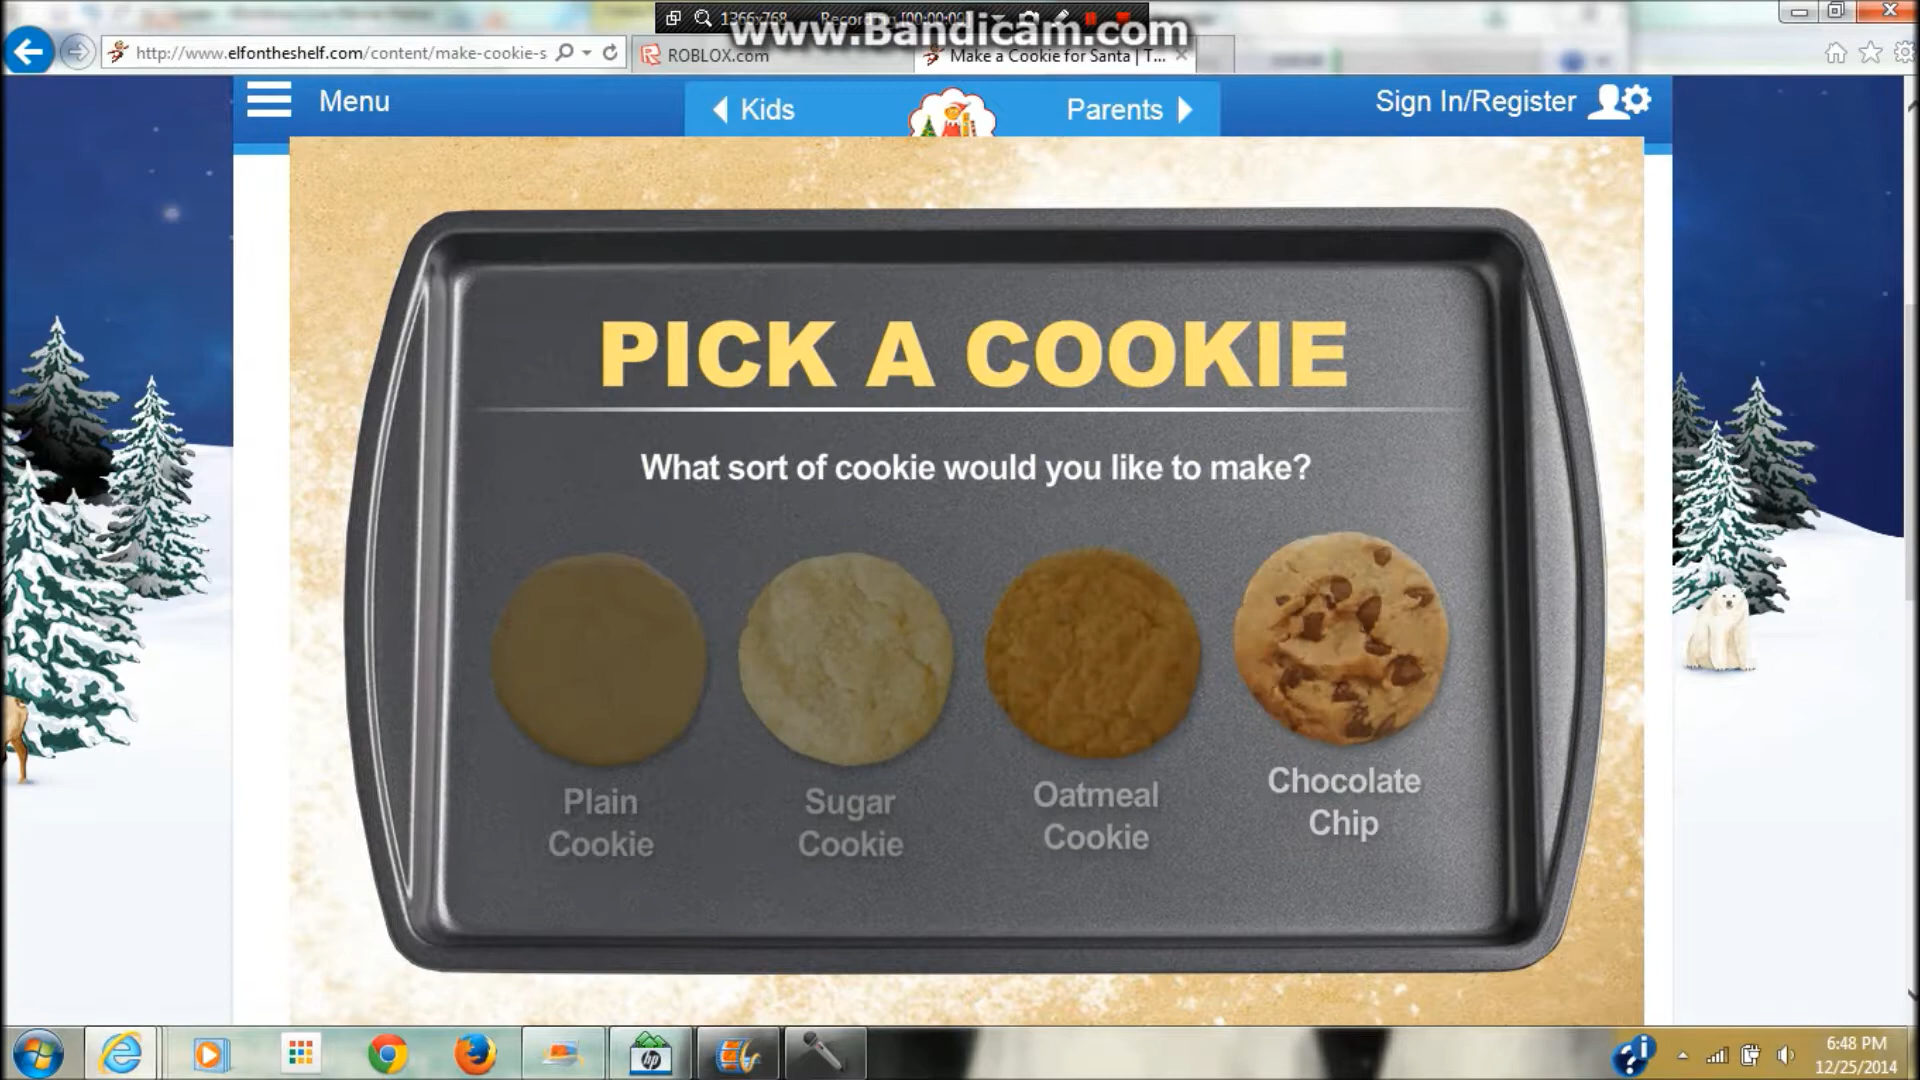 1366x768
www.Bandicam.com
http://www.elfontheshelf.com/content/make-cookie-s
ROBLOX.com
Make a Cookie for Santa | T...
Menu
Kids
Parents
Sign In/Register
PICK A COOKIE
What sort of cookie would you like to make?
Plain
Cookie
Sugar
Cookie
Oatmeal
Cookie
Chocolate
Chip
hp
6:48 PM
12/25/2014